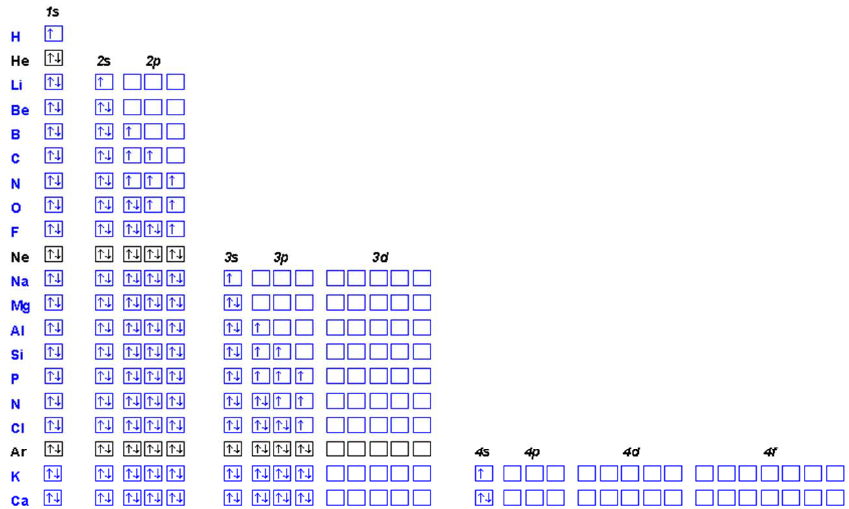 1s
H ↑
He ↑↓ 2s 2p
Li ↑↓ ↑
Be ↑↓ ↑↓
B ↑↓ ↑↓ ↑
C ↑↓ ↑↓ ↑ ↑
N ↑↓ ↑↓ ↑ ↑ ↑
O ↑↓ ↑↓ ↑↓ ↑ ↑
F ↑↓ ↑↓ ↑↓ ↑↓ ↑
Ne ↑↓ ↑↓ ↑↓ ↑↓ ↑↓ 3s 3p 3d
Na ↑↓ ↑↓ ↑↓ ↑↓ ↑↓ ↑
Mg ↑↓ ↑↓ ↑↓ ↑↓ ↑↓ ↑↓
Al ↑↓ ↑↓ ↑↓ ↑↓ ↑↓ ↑↓ ↑
Si ↑↓ ↑↓ ↑↓ ↑↓ ↑↓ ↑↓ ↑ ↑
P ↑↓ ↑↓ ↑↓ ↑↓ ↑↓ ↑↓ ↑ ↑ ↑
N ↑↓ ↑↓ ↑↓ ↑↓ ↑↓ ↑↓ ↑↓ ↑ ↑
Cl ↑↓ ↑↓ ↑↓ ↑↓ ↑↓ ↑↓ ↑↓ ↑↓ ↑
Ar ↑↓ ↑↓ ↑↓ ↑↓ ↑↓ ↑↓ ↑↓ ↑↓ ↑↓ 4s 4p 4d 4f
K ↑↓ ↑↓ ↑↓ ↑↓ ↑↓ ↑↓ ↑↓ ↑↓ ↑↓ ↑
Ca ↑↓ ↑↓ ↑↓ ↑↓ ↑↓ ↑↓ ↑↓ ↑↓ ↑↓ ↑↓